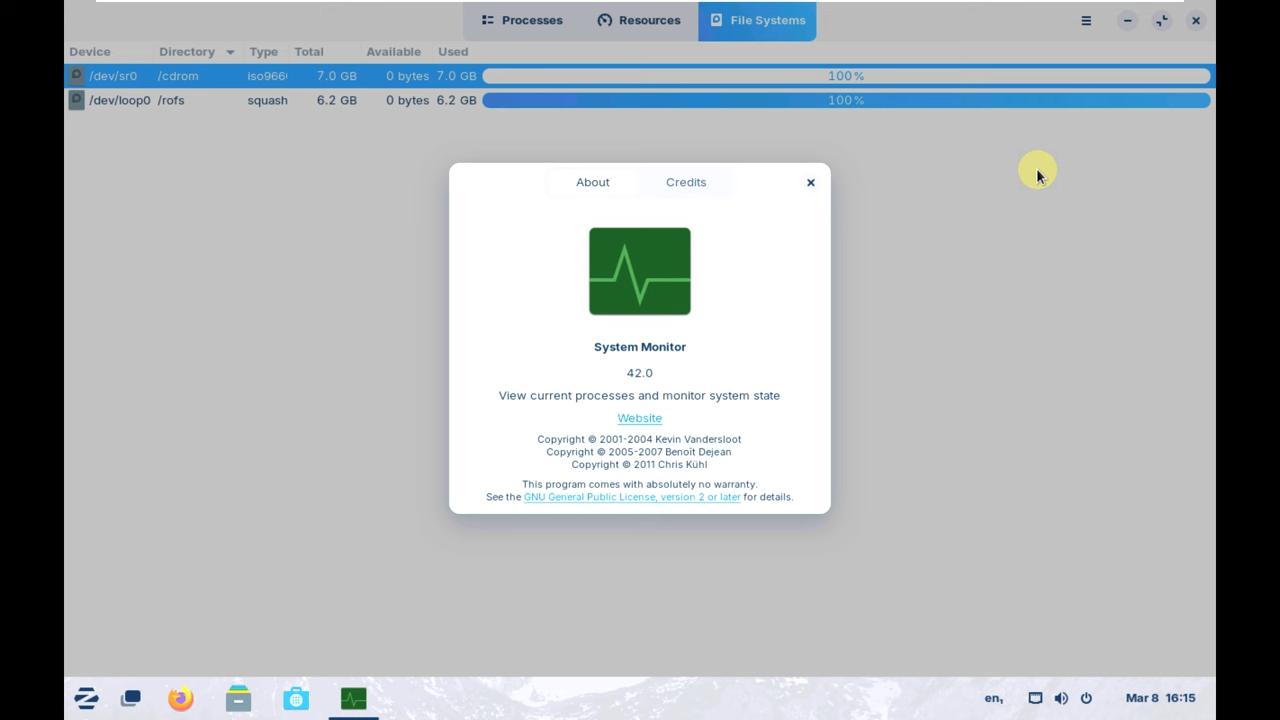 Processes Resources File Systems
Device Directory Type Total Available Used
/dev/sr0 /cdrom iso966 7.0 GB 0 bytes 7.0 GB 100%
/dev/loop0 /rofs squash 6.2 GB 0 bytes 6.2 GB 100%
About Credits
System Monitor
42.0
View current processes and monitor system state
Website
Copyright © 2001-2004 Kevin Vandersloot
Copyright © 2005-2007 Benoît Dejean
Copyright © 2011 Chris Kühl
This program comes with absolutely no warranty.
See the GNU General Public License, version 2 or later for details.
en₁ Mar 8 16:15